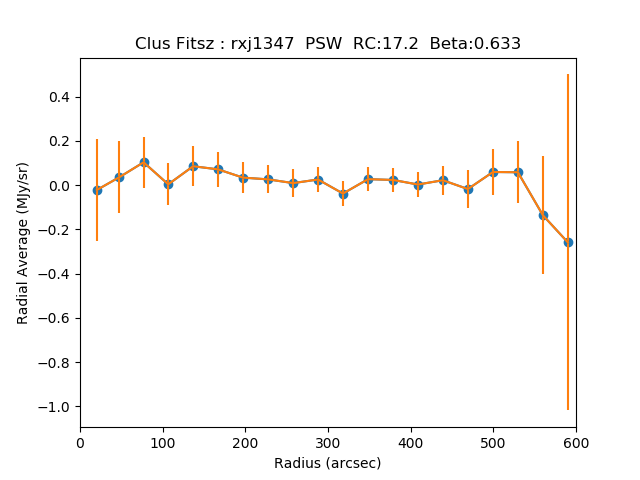 Clus Fitsz : rxj1347  PSW  RC:17.2  Beta:0.633
0.4
0.2
0.0
−0.2
−0.4
−0.6
−0.8
−1.0
Radial Average (MJy/sr)
0 100 200 300 400 500 600
Radius (arcsec)